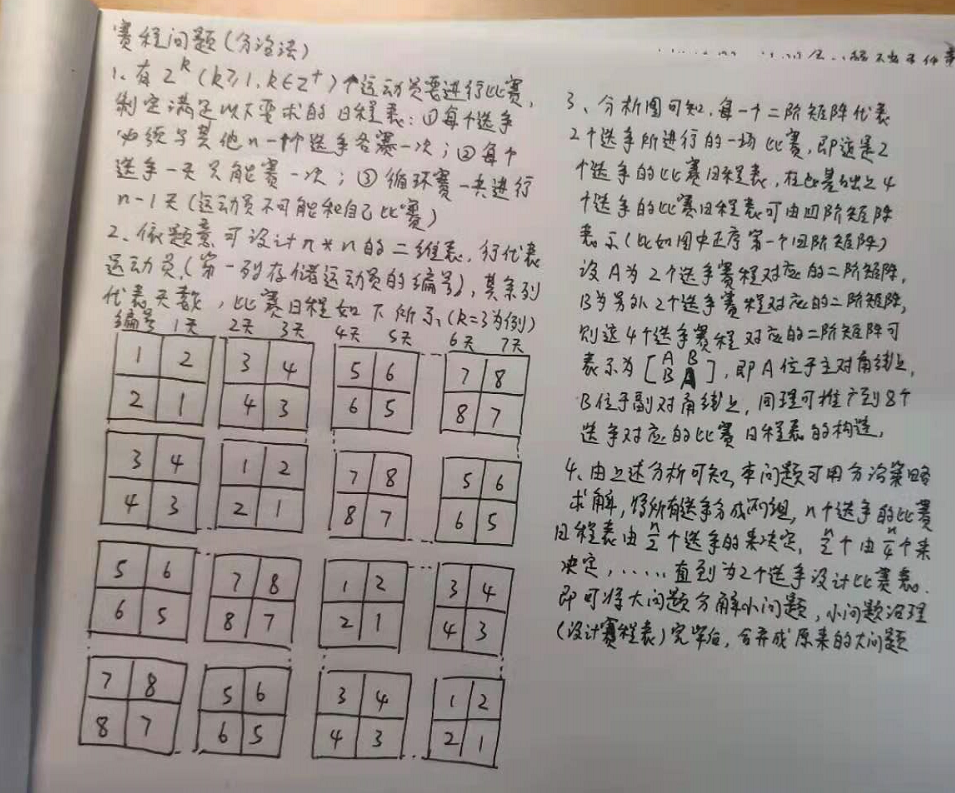 赛程问题(分治法)
1、有2^k(k≥1,k∈Z⁺)个运动员要进行比赛,
制定满足以下要求的日程表:①每个选手
必须与其他n-1个选手各赛一次;②每个
选手一天只能赛一次;③循环赛一共进行
n-1天(运动员不可能和自己比赛)
2、依题意可设计n*n的二维表,行代表
运动员(第一列存储运动员的编号),其余列
代表天数,比赛日程如下所示(k=3为例)
编号 1天 2天 3天 4天 5天 6天 7天
1 2 3 4 5 6 7 8
2 1 4 3 6 5 8 7
3 4 1 2 7 8 5 6
4 3 2 1 8 7 6 5
5 6 7 8 1 2 3 4
6 5 8 7 2 1 4 3
7 8 5 6 3 4 1 2
8 7 6 5 4 3 2 1
3、分析图可知,每一个二阶矩阵代表
2个选手所进行的一场比赛,即这是2
个选手的比赛日程表,在此基础上4
个选手的比赛日程表可由四阶矩阵
表示(比如图中正序第一个四阶矩阵)
设A为2个选手赛程对应的二阶矩阵,
B为另外2个选手赛程对应的二阶矩阵,
则这4个选手赛程对应的二阶矩阵可
表示为[A B
B A],即A位于主对角线上,
B位于副对角线上,同理可推广到8个
选手对应的比赛日程表的构造。
4、由上述分析可知,本问题可用分治策略
求解,将所有选手分成两组,n个选手的比赛
日程表由n/2个选手的来决定,n/2个由n/4个来
决定,……直到为2个选手设计比赛表.
即可将大问题分解小问题,小问题治理
(设计赛程表)完毕后,合并成原来的大问题